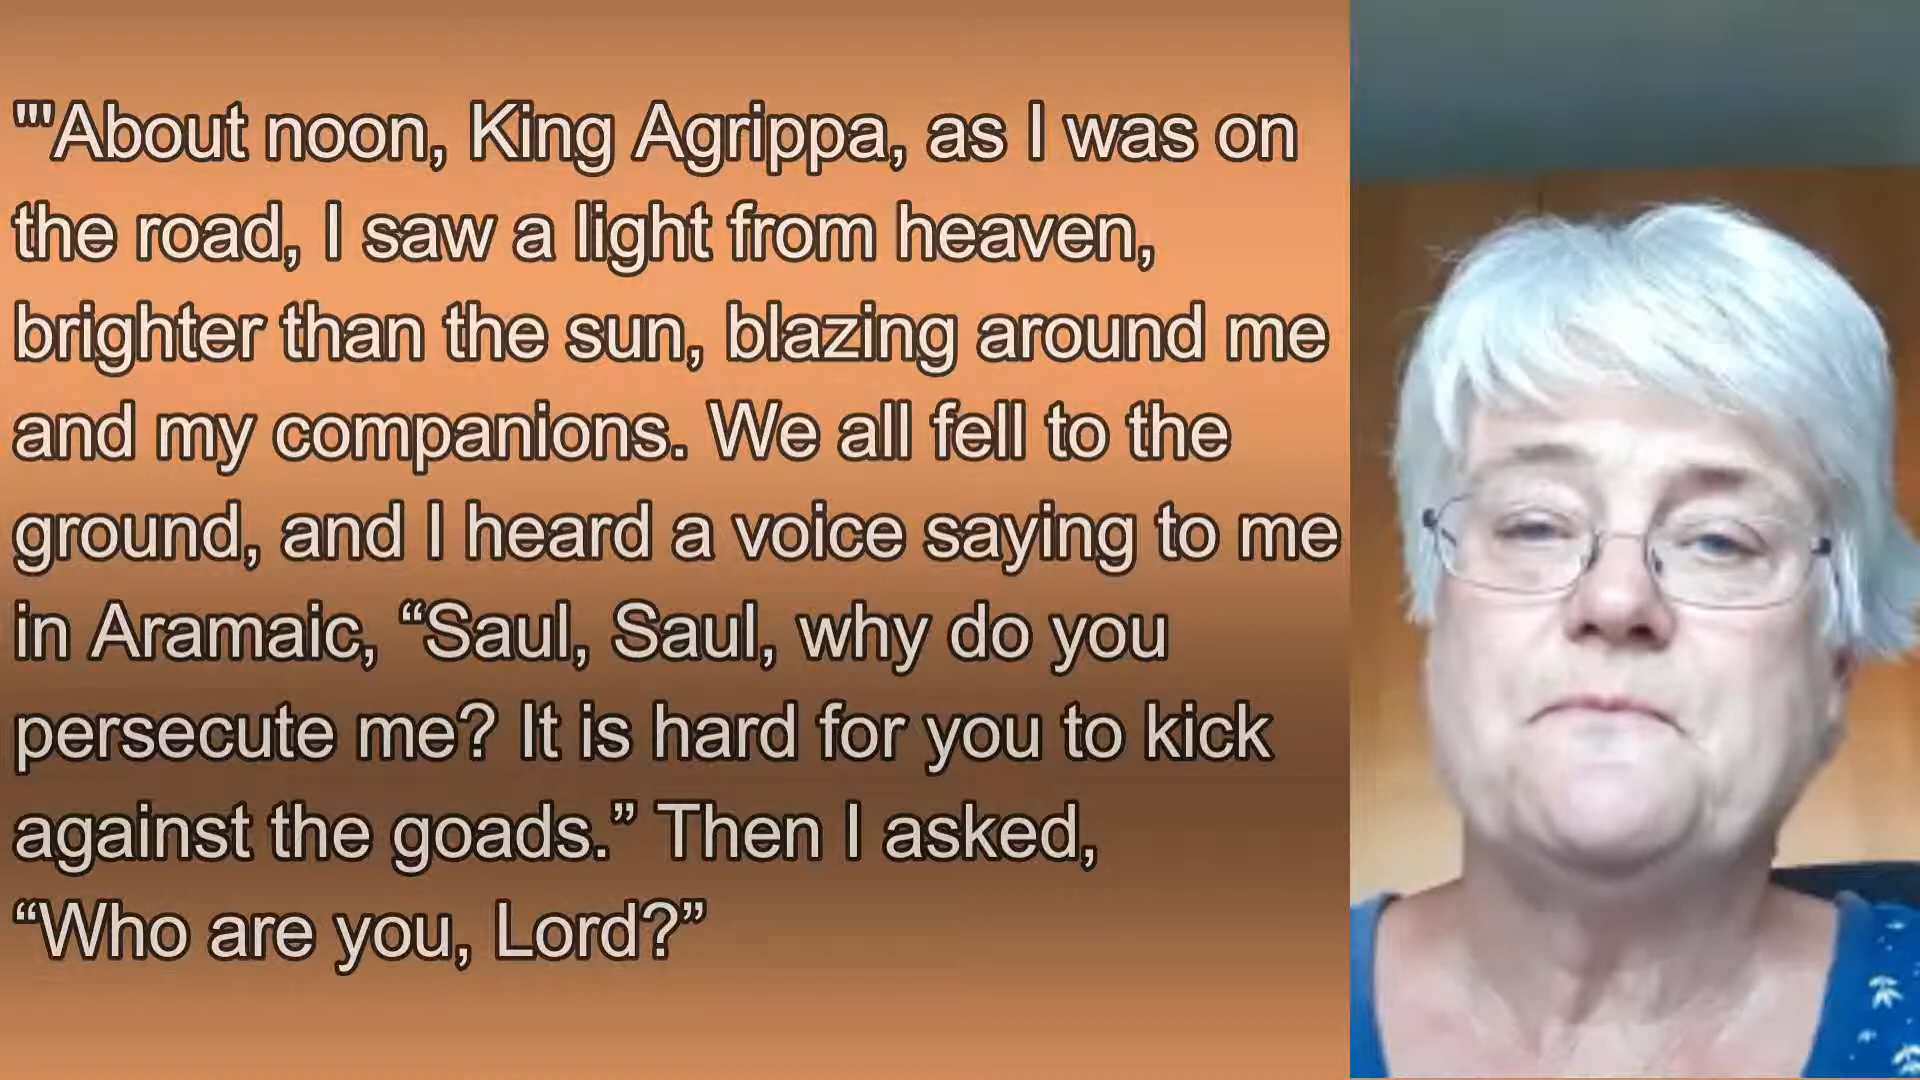 "'About noon, King Agrippa, as I was on
the road, I saw a light from heaven,
brighter than the sun, blazing around me
and my companions. We all fell to the
ground, and I heard a voice saying to me
in Aramaic, “Saul, Saul, why do you
persecute me? It is hard for you to kick
against the goads.” Then I asked,
“Who are you, Lord?”